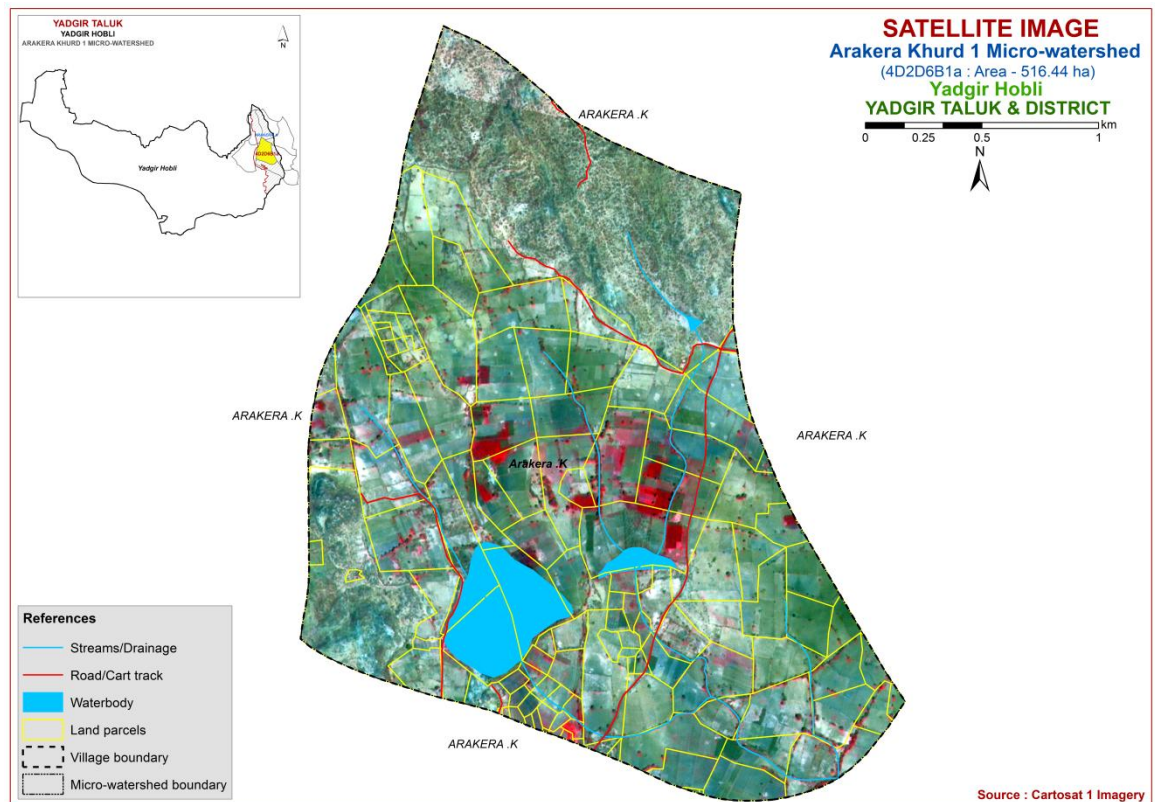 YADGIR TALUK
YADGIR HOBLI
ARAKERA KHURD 1 MICRO-WATERSHED
N
4D2D6B1a
Yadgir Hobli
SATELLITE IMAGE
Arakera Khurd 1 Micro-watershed
(4D2D6B1a : Area - 516.44 ha)
Yadgir Hobli
YADGIR TALUK & DISTRICT
km
0 0.25 0.5 1
N
ARAKERA .K
ARAKERA .K
ARAKERA .K
Arakera .K
ARAKERA .K
References
Streams/Drainage
Road/Cart track
Waterbody
Land parcels
Village boundary
Micro-watershed boundary
Source : Cartosat 1 Imagery